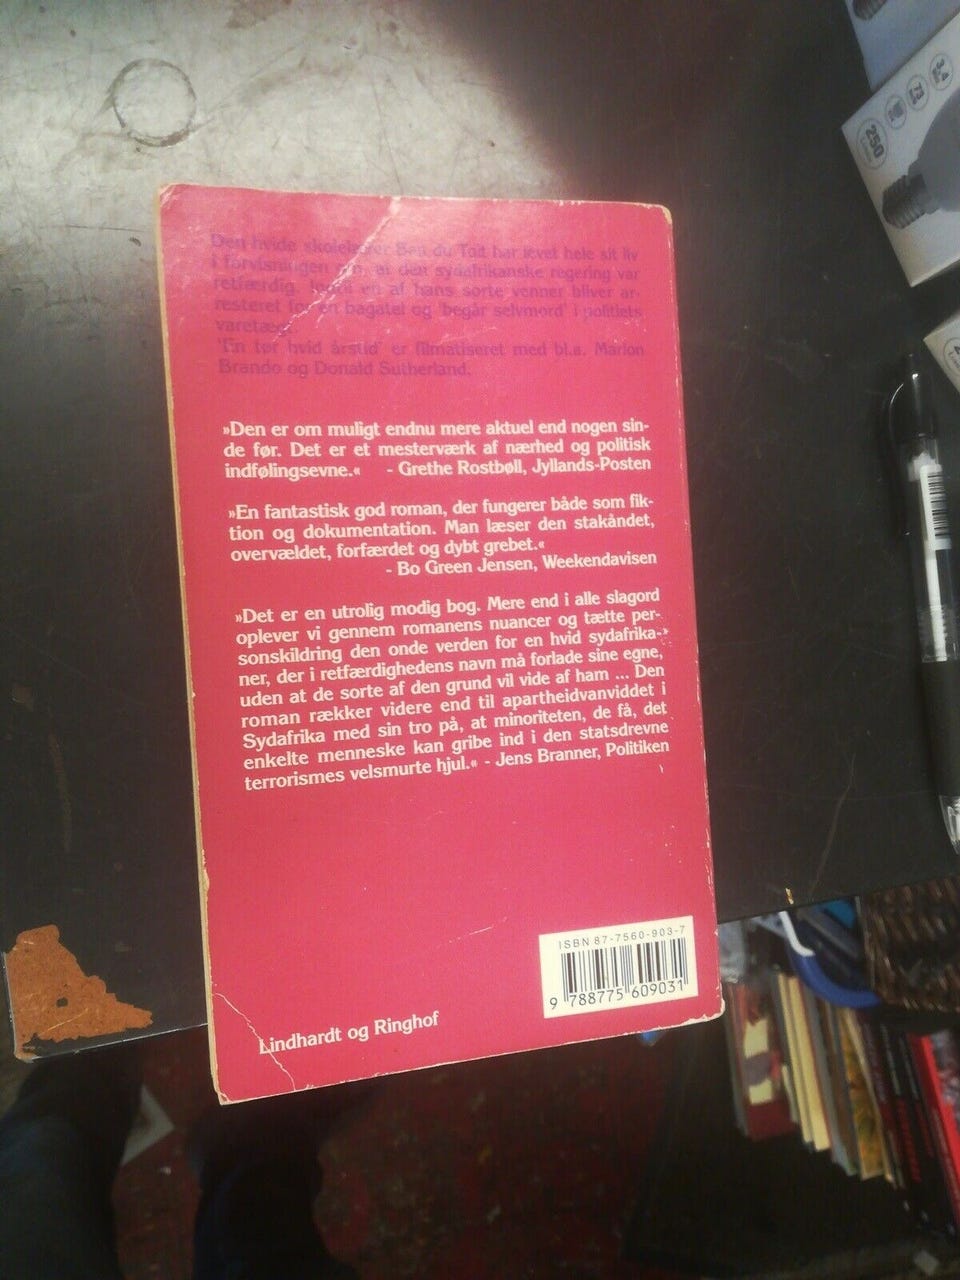 Den hvide skolelærer Ben du Toit har levet hele sit liv
i forvisningen om, at den sydafrikanske regering var
retfærdig. Indtil en af hans sorte venner bliver ar-
resteret for en bagatel og 'begår selvmord' i politiets
varetægt.
'En tør hvid årstid' er filmatiseret med bl.a. Marlon
Brando og Donald Sutherland.
»Den er om muligt endnu mere aktuel end nogen sin-
de før. Det er et mesterværk af nærhed og politisk
indfølingsevne.« - Grethe Rostbøll, Jyllands-Posten
»En fantastisk god roman, der fungerer både som fik-
tion og dokumentation. Man læser den stakåndet,
overvældet, forfærdet og dybt grebet.«
- Bo Green Jensen, Weekendavisen
»Det er en utrolig modig bog. Mere end i alle slagord
oplever vi gennem romanens nuancer og tætte per-
sonskildring den onde verden for en hvid sydafrika-
ner, der i retfærdighedens navn må forlade sine egne,
uden at de sorte af den grund vil vide af ham ... Den
roman rækker videre end til apartheidvanviddet i
Sydafrika med sin tro på, at minoriteten, de få, det
enkelte menneske kan gribe ind i den statsdrevne
terrorismes velsmurte hjul.« - Jens Branner, Politiken
ISBN 87-7560-903-7
9 788775 609031
Lindhardt og Ringhof
250
73
3.4